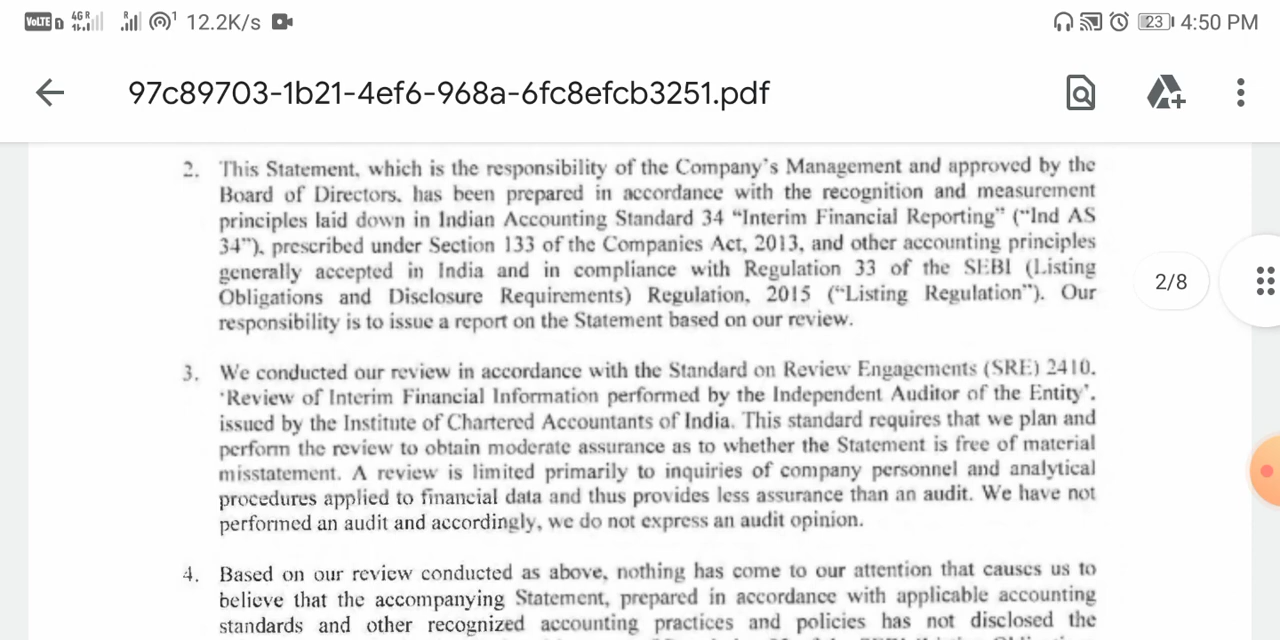 VoLTE 1 4G R R 1 12.2K/s 23 4:50 PM
97c89703-1b21-4ef6-968a-6fc8efcb3251.pdf
2. This Statement, which is the responsibility of the Company's Management and approved by the
Board of Directors, has been prepared in accordance with the recognition and measurement
principles laid down in Indian Accounting Standard 34 “Interim Financial Reporting” (“Ind AS
34”), prescribed under Section 133 of the Companies Act, 2013, and other accounting principles
generally accepted in India and in compliance with Regulation 33 of the SEBI (Listing
Obligations and Disclosure Requirements) Regulation, 2015 (“Listing Regulation”). Our
responsibility is to issue a report on the Statement based on our review.
2/8
3. We conducted our review in accordance with the Standard on Review Engagements (SRE) 2410.
‘Review of Interim Financial Information performed by the Independent Auditor of the Entity’.
issued by the Institute of Chartered Accountants of India. This standard requires that we plan and
perform the review to obtain moderate assurance as to whether the Statement is free of material
misstatement. A review is limited primarily to inquiries of company personnel and analytical
procedures applied to financial data and thus provides less assurance than an audit. We have not
performed an audit and accordingly, we do not express an audit opinion.
4. Based on our review conducted as above, nothing has come to our attention that causes us to
believe that the accompanying Statement, prepared in accordance with applicable accounting
standards and other recognized accounting practices and policies has not disclosed the